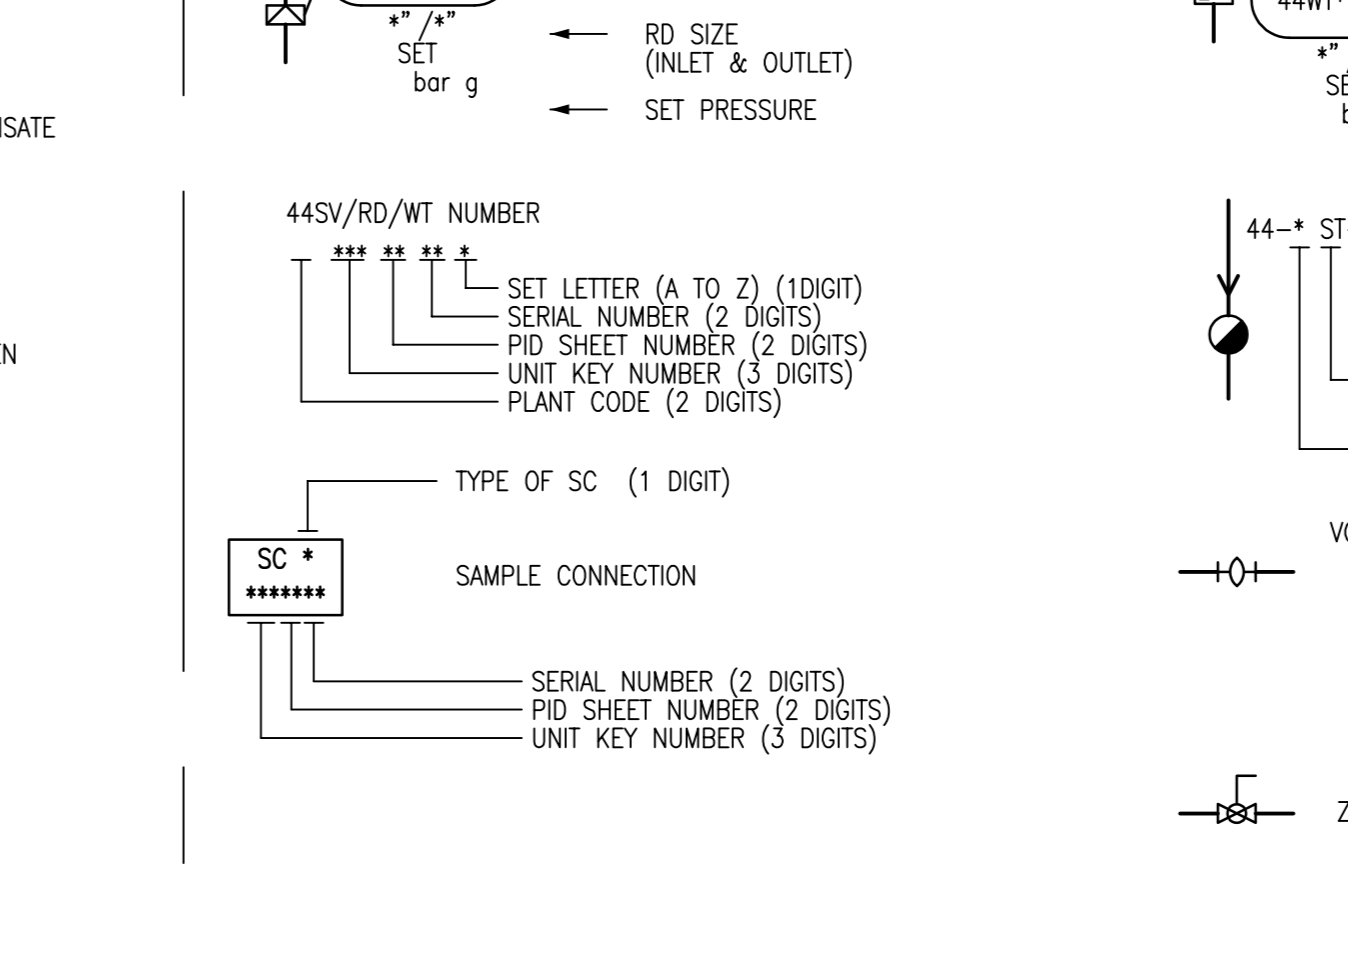 *" /*"
SET
bar g
RD SIZE
(INLET & OUTLET)
SET PRESSURE
44SV/RD/WT NUMBER
*** ** ** *
SET LETTER (A TO Z) (1DIGIT)
SERIAL NUMBER (2 DIGITS)
PID SHEET NUMBER (2 DIGITS)
UNIT KEY NUMBER (3 DIGITS)
PLANT CODE (2 DIGITS)
TYPE OF SC (1 DIGIT)
SC *
*******
SAMPLE CONNECTION
SERIAL NUMBER (2 DIGITS)
PID SHEET NUMBER (2 DIGITS)
UNIT KEY NUMBER (3 DIGITS)
*"
44-* ST